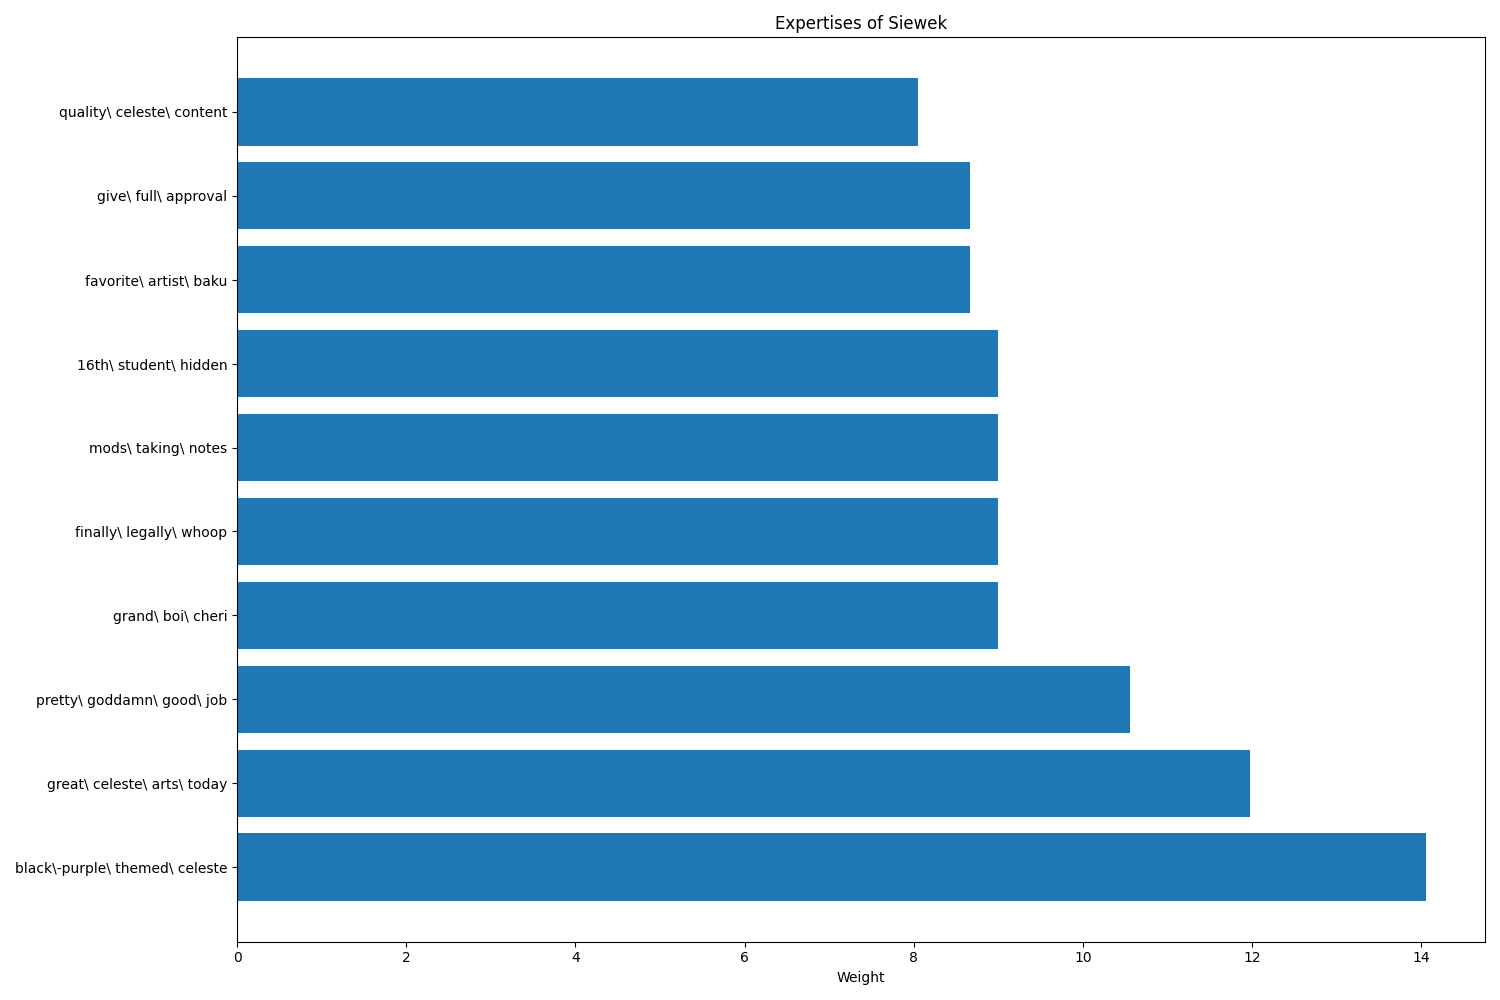 Expertises of Siewek
quality\ celeste\ content
give\ full\ approval
favorite\ artist\ baku
16th\ student\ hidden
mods\ taking\ notes
finally\ legally\ whoop
grand\ boi\ cheri
pretty\ goddamn\ good\ job
great\ celeste\ arts\ today
black\-purple\ themed\ celeste
0 2 4 6 8 10 12 14
Weight